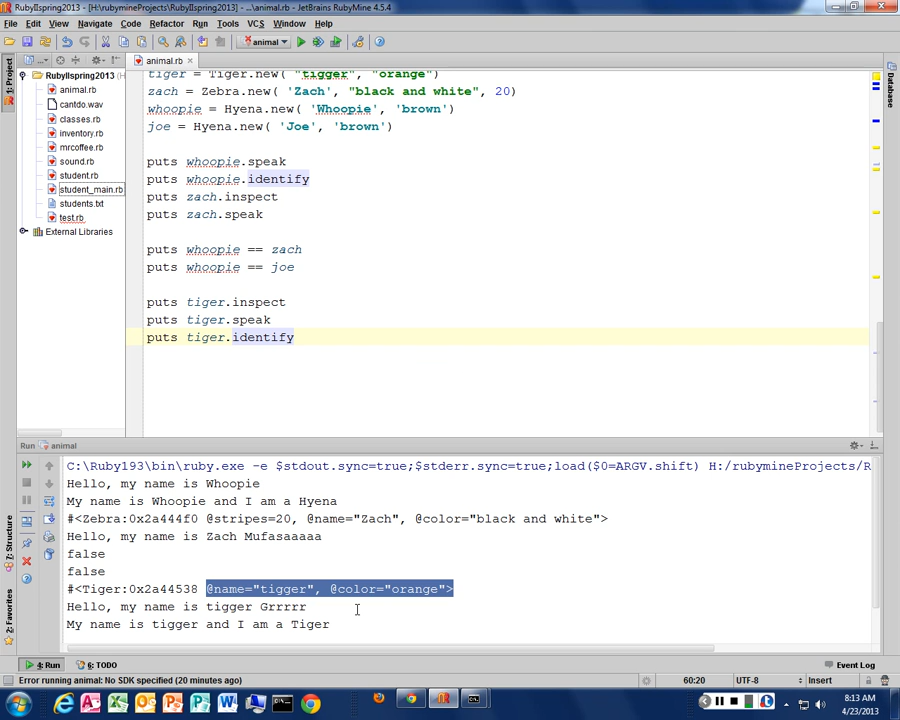 RubyIIspring2013 - [H:\rubymineProjects\RubyIIspring2013] - ...\animal.rb - JetBrains RubyMine 4.5.4
File Edit View Navigate Code Refactor Run Tools VCS Window Help
animal
1: Project
animal.rb
Database
RubyIIspring2013 (H
animal.rb
cantdo.wav
classes.rb
inventory.rb
mrcoffee.rb
sound.rb
student.rb
student_main.rb
students.txt
test.rb
External Libraries
tiger = Tiger.new( "tigger", "orange")
zach = Zebra.new( 'Zach', "black and white", 20)
whoopie = Hyena.new( 'Whoopie', 'brown')
joe = Hyena.new( 'Joe', 'brown')
puts whoopie.speak
puts whoopie.identify
puts zach.inspect
puts zach.speak
puts whoopie == zach
puts whoopie == joe
puts tiger.inspect
puts tiger.speak
puts tiger.identify
Run animal
C:\Ruby193\bin\ruby.exe -e $stdout.sync=true;$stderr.sync=true;load($0=ARGV.shift) H:/rubymineProjects/R
Hello, my name is Whoopie
My name is Whoopie and I am a Hyena
#<Zebra:0x2a444f0 @stripes=20, @name="Zach", @color="black and white">
Hello, my name is Zach Mufasaaaaa
false
false
#<Tiger:0x2a44538 @name="tigger", @color="orange">
Hello, my name is tigger Grrrrr
My name is tigger and I am a Tiger
7: Structure
2: Favorites
4: Run 6: TODO Event Log
Error running animal: No SDK specified (20 minutes ago) 60:20 UTF-8 Insert
8:13 AM
4/23/2013